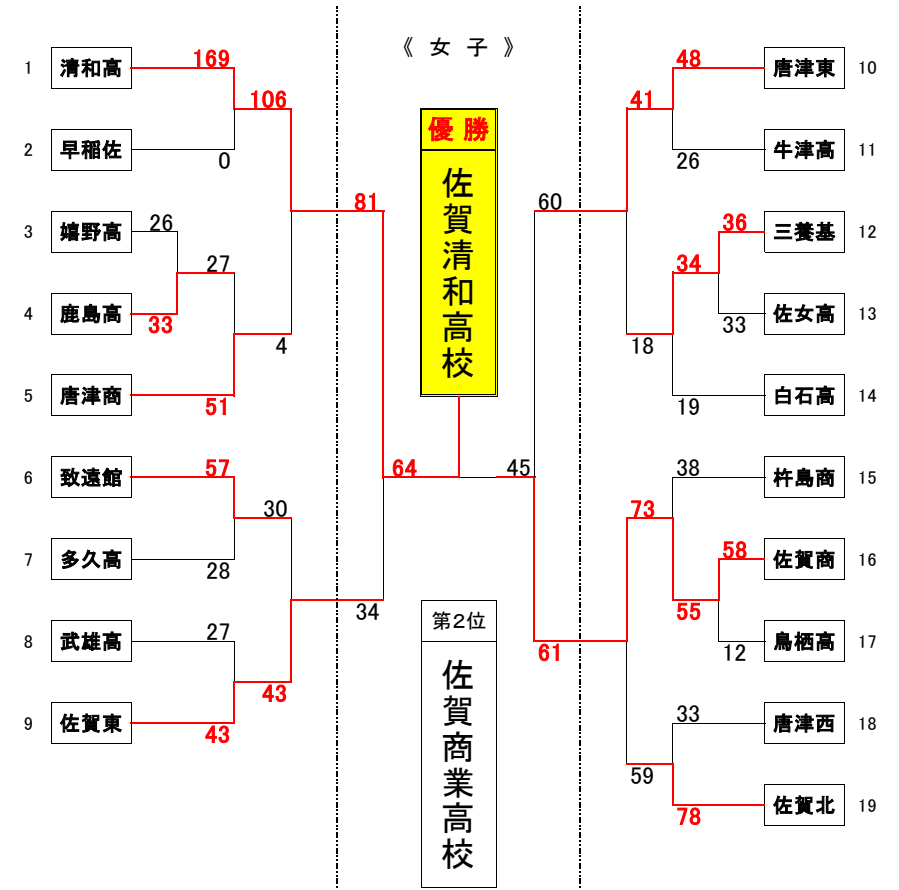 《 女 子 》
優 勝
佐賀清和高校
第2位
佐賀商業高校
1 清和高 169
106
2 早稲佐 0
81
3 嬉野高 26
27
4 鹿島高 33
4
5 唐津商 51
64
6 致遠館 57
30
7 多久高 28
34
8 武雄高 27
43
9 佐賀東 43
48 唐津東 10
41
26 牛津高 11
60
36 三養基 12
34
33 佐女高 13
18
19 白石高 14
45
38 杵島商 15
73
58 佐賀商 16
55
12 鳥栖高 17
61
33 唐津西 18
59
78 佐賀北 19